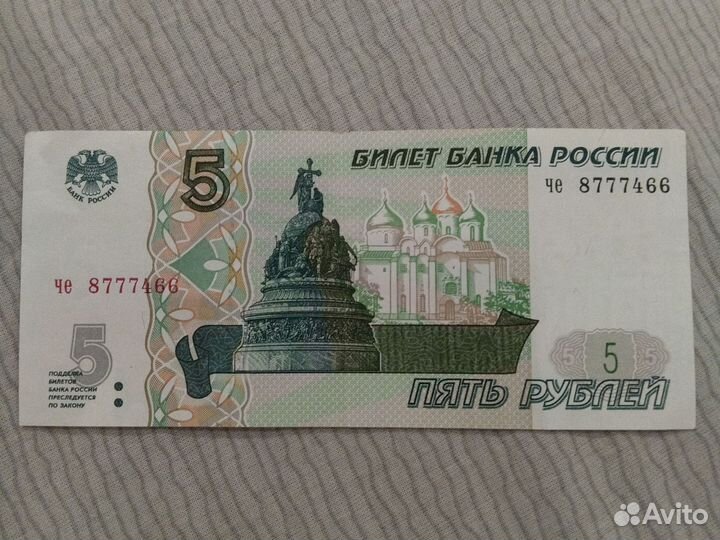 БИЛЕТ БАНКА РОССИИ
5
че 8777466
БАНК РОССИИ
че 8777466
5
5 5 5
ПОДДЕЛКА
БИЛЕТОВ
БАНКА РОССИИ
ПРЕСЛЕДУЕТСЯ
ПО ЗАКОНУ
ПЯТЬ РУБЛЕЙ
Avito